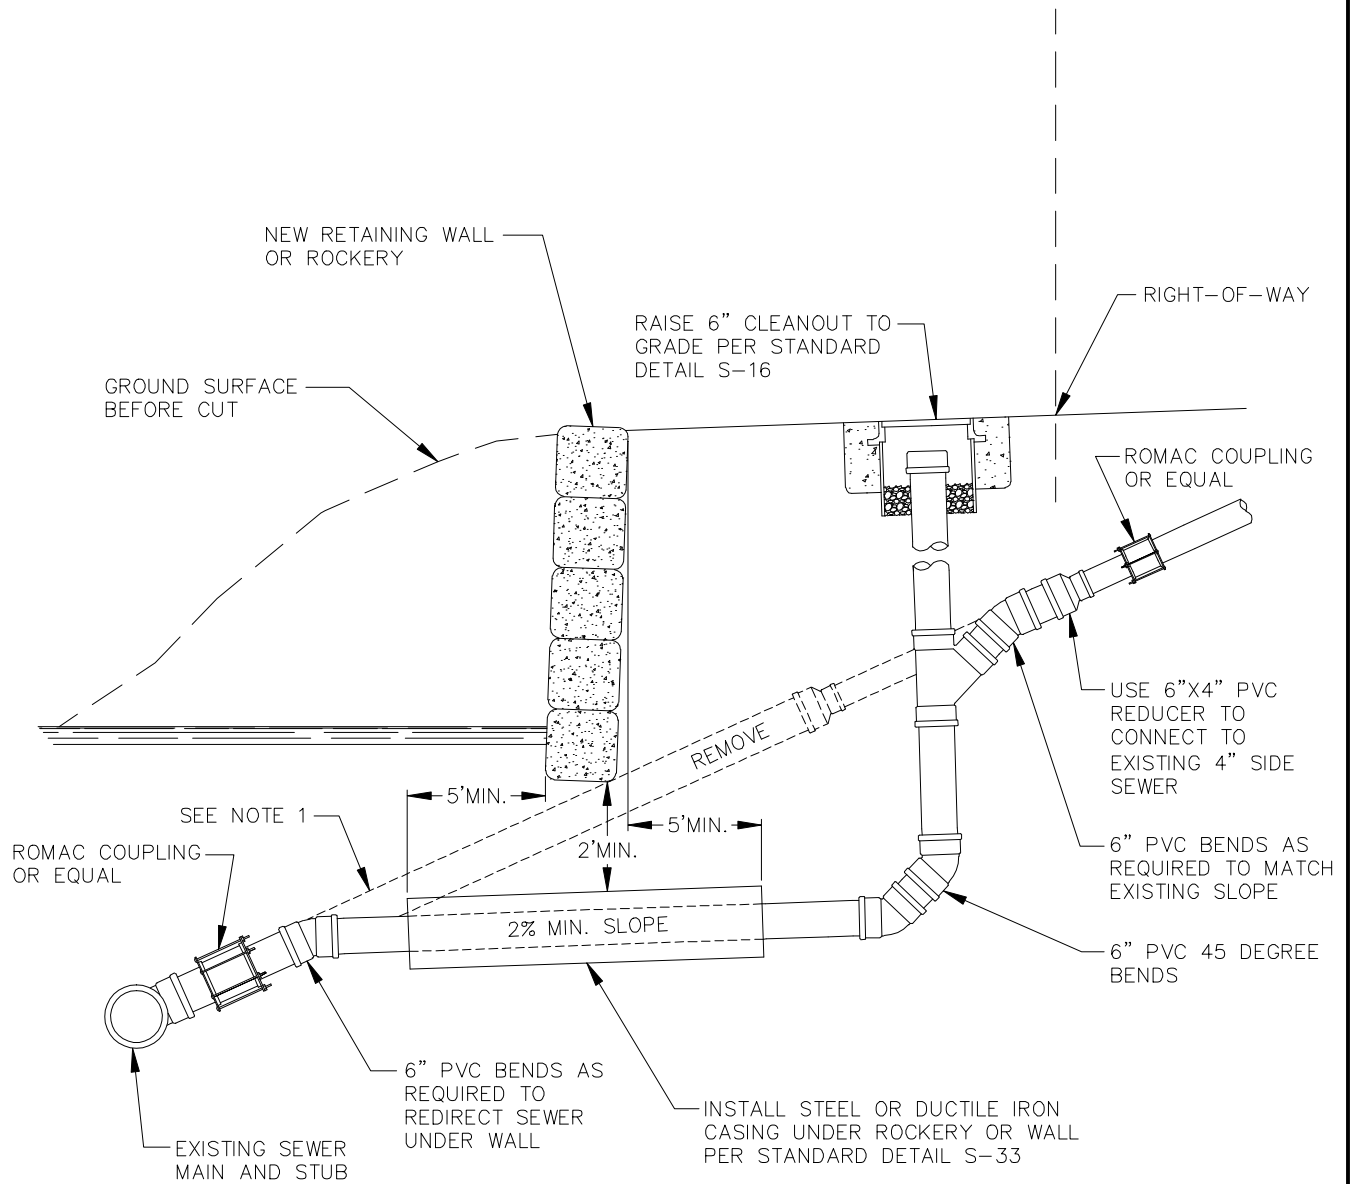 NEW RETAINING WALL
OR ROCKERY
RIGHT-OF-WAY
RAISE 6" CLEANOUT TO
GRADE PER STANDARD
DETAIL S-16
GROUND SURFACE
BEFORE CUT
ROMAC COUPLING
OR EQUAL
USE 6"X4" PVC
REDUCER TO
CONNECT TO
EXISTING 4" SIDE
SEWER
REMOVE
5'MIN.
SEE NOTE 1
5'MIN.
2'MIN.
ROMAC COUPLING
OR EQUAL
6" PVC BENDS AS
REQUIRED TO MATCH
EXISTING SLOPE
2% MIN. SLOPE
6" PVC 45 DEGREE
BENDS
6" PVC BENDS AS
REQUIRED TO
REDIRECT SEWER
UNDER WALL
INSTALL STEEL OR DUCTILE IRON
CASING UNDER ROCKERY OR WALL
PER STANDARD DETAIL S-33
EXISTING SEWER
MAIN AND STUB